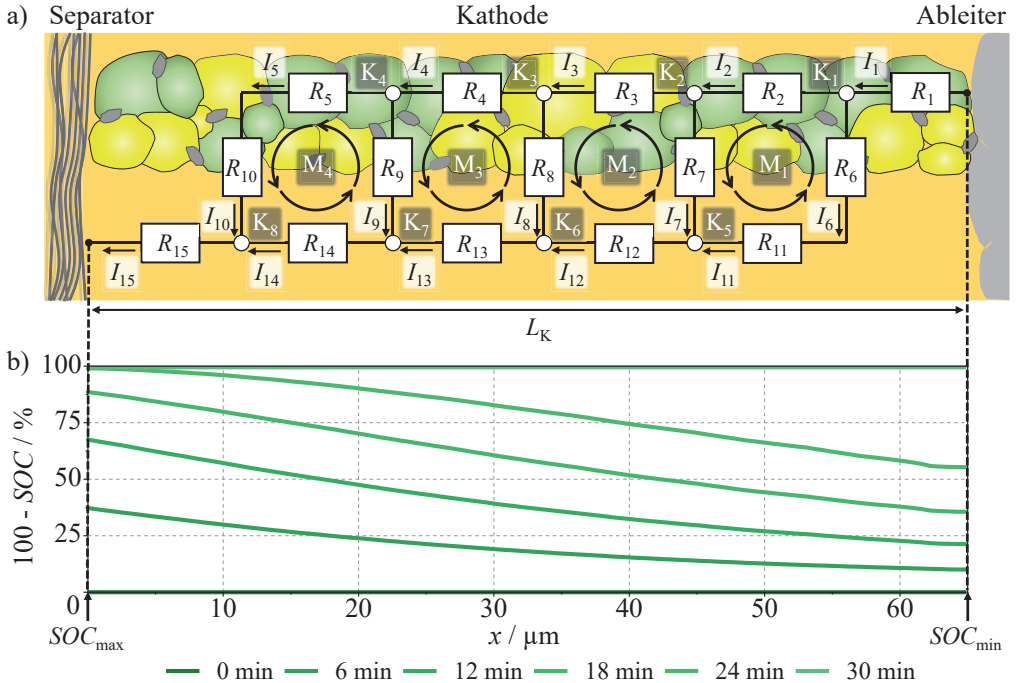 a) Separator Kathode Ableiter
I5 K4 I4 K3 I3 K2 I2 K1 I1
R5 R4 R3 R2 R1
R10 M4 R9 M3 R8 M2 R7 M1 R6
I10 K8 I9 K7 I8 K6 I7 K5 I6
R15 R14 R13 R12 R11
I15 I14 I13 I12 I11
LK
b)
100 - SOC / %
100
75
50
25
0
10 20 30 40 50 60
SOCmax x / µm SOCmin
0 min 6 min 12 min 18 min 24 min 30 min